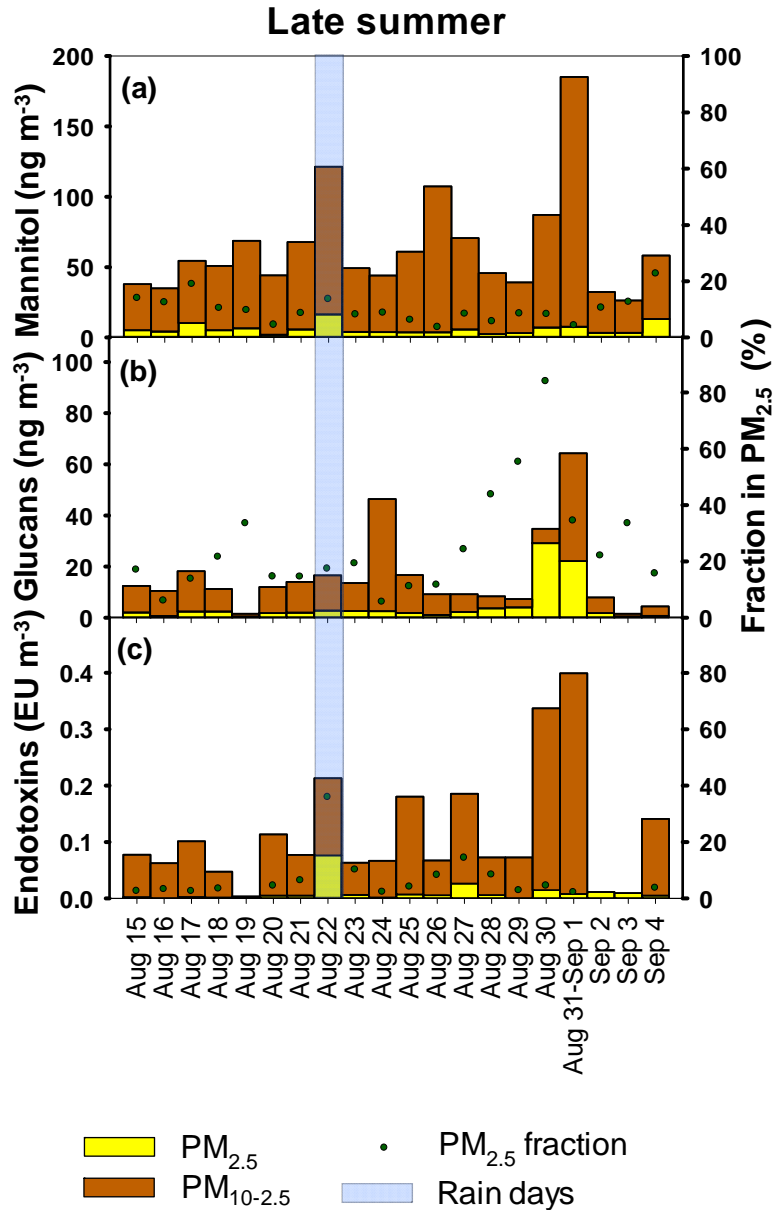 Late summer
(a)
Mannitol (ng m-3)
200
150
100
50
0
100
80
60
40
20
0
(b)
Glucans (ng m-3)
100
80
60
40
20
0
Fraction in PM2.5 (%)
80
60
40
20
0
(c)
Endotoxins (EU m-3)
0.4
0.3
0.2
0.1
0.0
80
60
40
20
0
Aug 15
Aug 16
Aug 17
Aug 18
Aug 19
Aug 20
Aug 21
Aug 22
Aug 23
Aug 24
Aug 25
Aug 26
Aug 27
Aug 28
Aug 29
Aug 30
Aug 31-Sep 1
Sep 2
Sep 3
Sep 4
PM2.5
PM2.5 fraction
PM10-2.5
Rain days